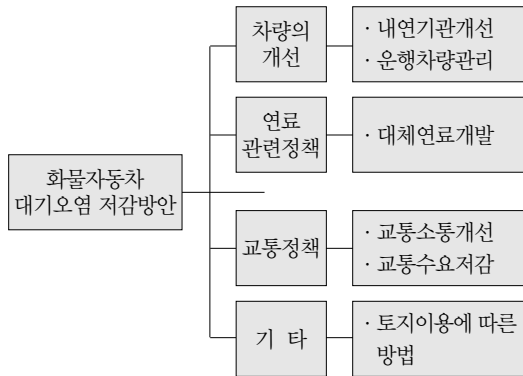 차량의
개선
· 내연기관개선
· 운행차량관리
연료
관련정책
· 대체연료개발
화물자동차
대기오염 저감방안
교통정책
· 교통소통개선
· 교통수요저감
기 타
· 토지이용에 따른
방법